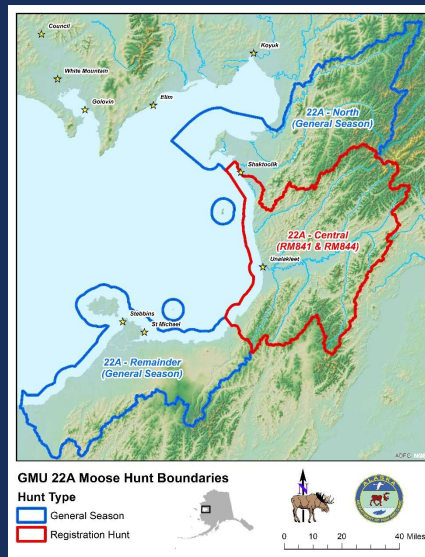 Council
Koyuk
White Mountain
Elim
Golovin
22A - North
(General Season)
Shaktoolik
22A - Central
(RM841 & RM844)
Unalakleet
Stebbins
St Michael
22A - Remainder
(General Season)
GMU 22A Moose Hunt Boundaries
Hunt Type
General Season
Registration Hunt
N
ALASKA
0 10 20 40 Miles